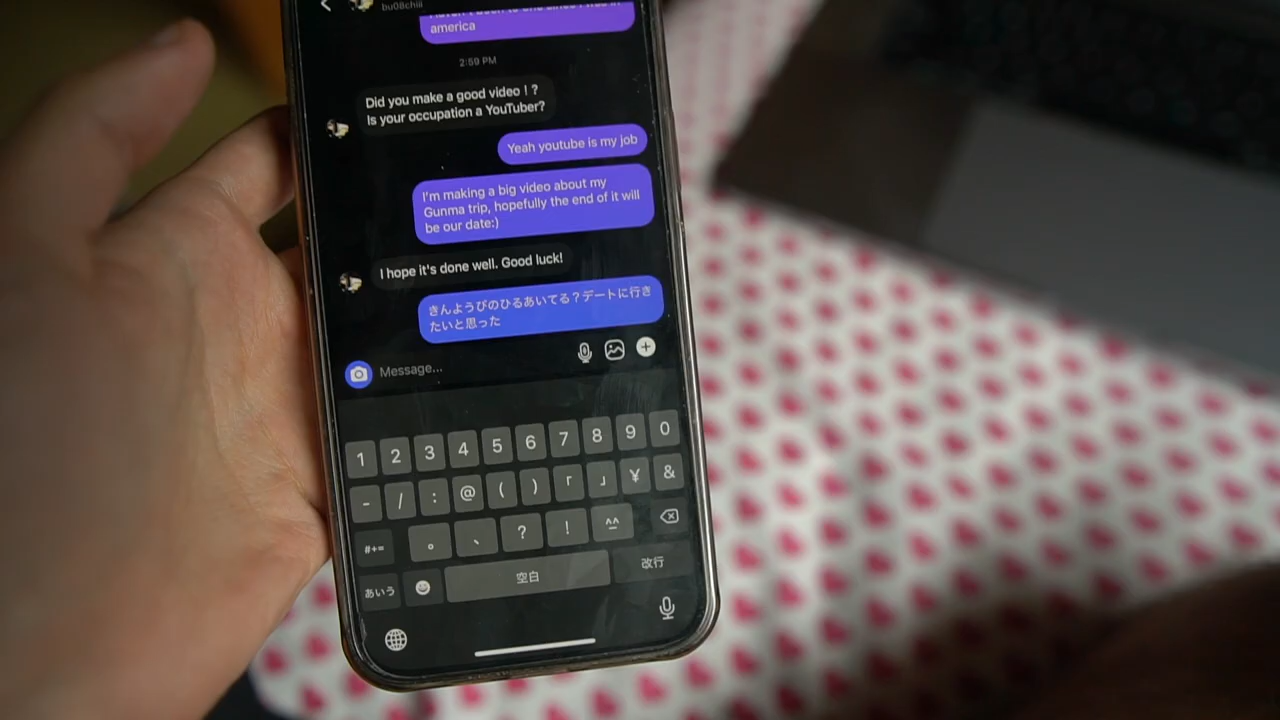 bu08chiii
america
2:59 PM
Did you make a good video！?
Is your occupation a YouTuber?
Yeah youtube is my job
I'm making a big video about my
Gunma trip, hopefully the end of it will
be our date:)
I hope it's done well. Good luck!
きんようびのひるあいてる？デートに行き
たいと思った
Message...
1 2 3 4 5 6 7 8 9 0
- / : @ ( ) 「 」 ¥ &
#+= 。 、 ? ! ^^
あいう 空白 改行